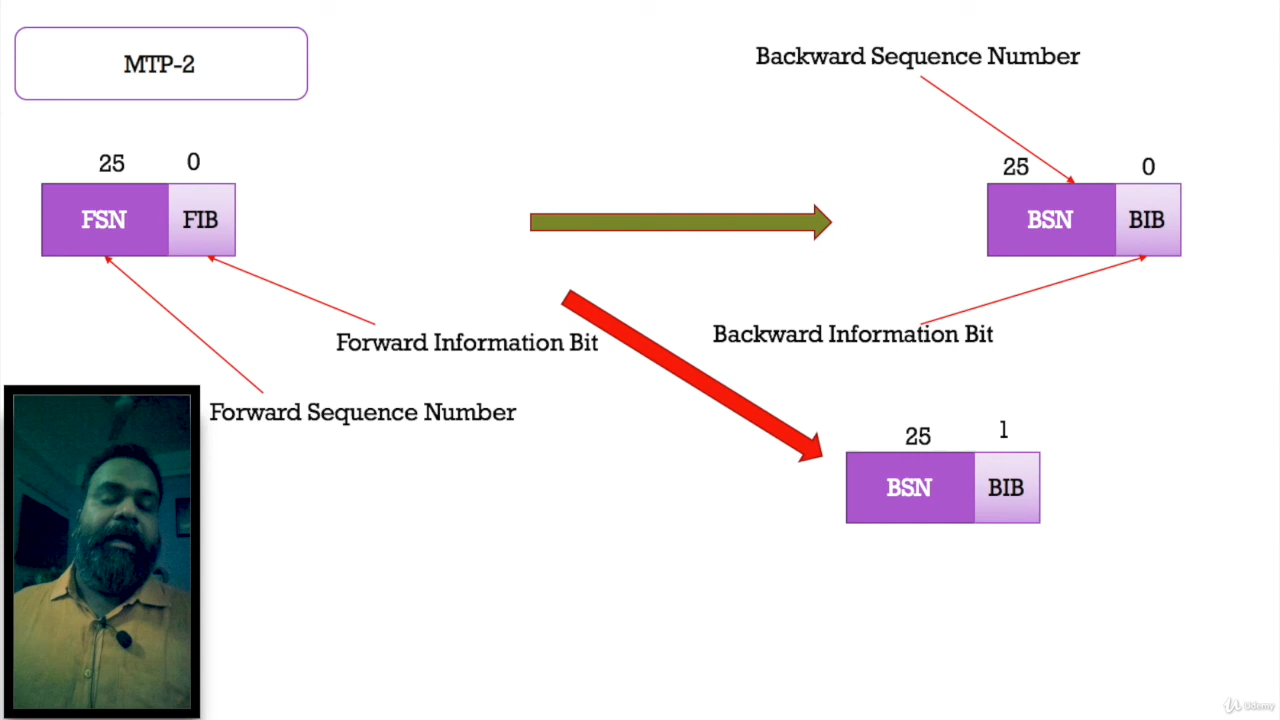 MTP-2
Backward Sequence Number
25 0
FSN FIB
25 0
BSN BIB
Forward Information Bit
Backward Information Bit
Forward Sequence Number
25 1
BSN BIB
Udemy